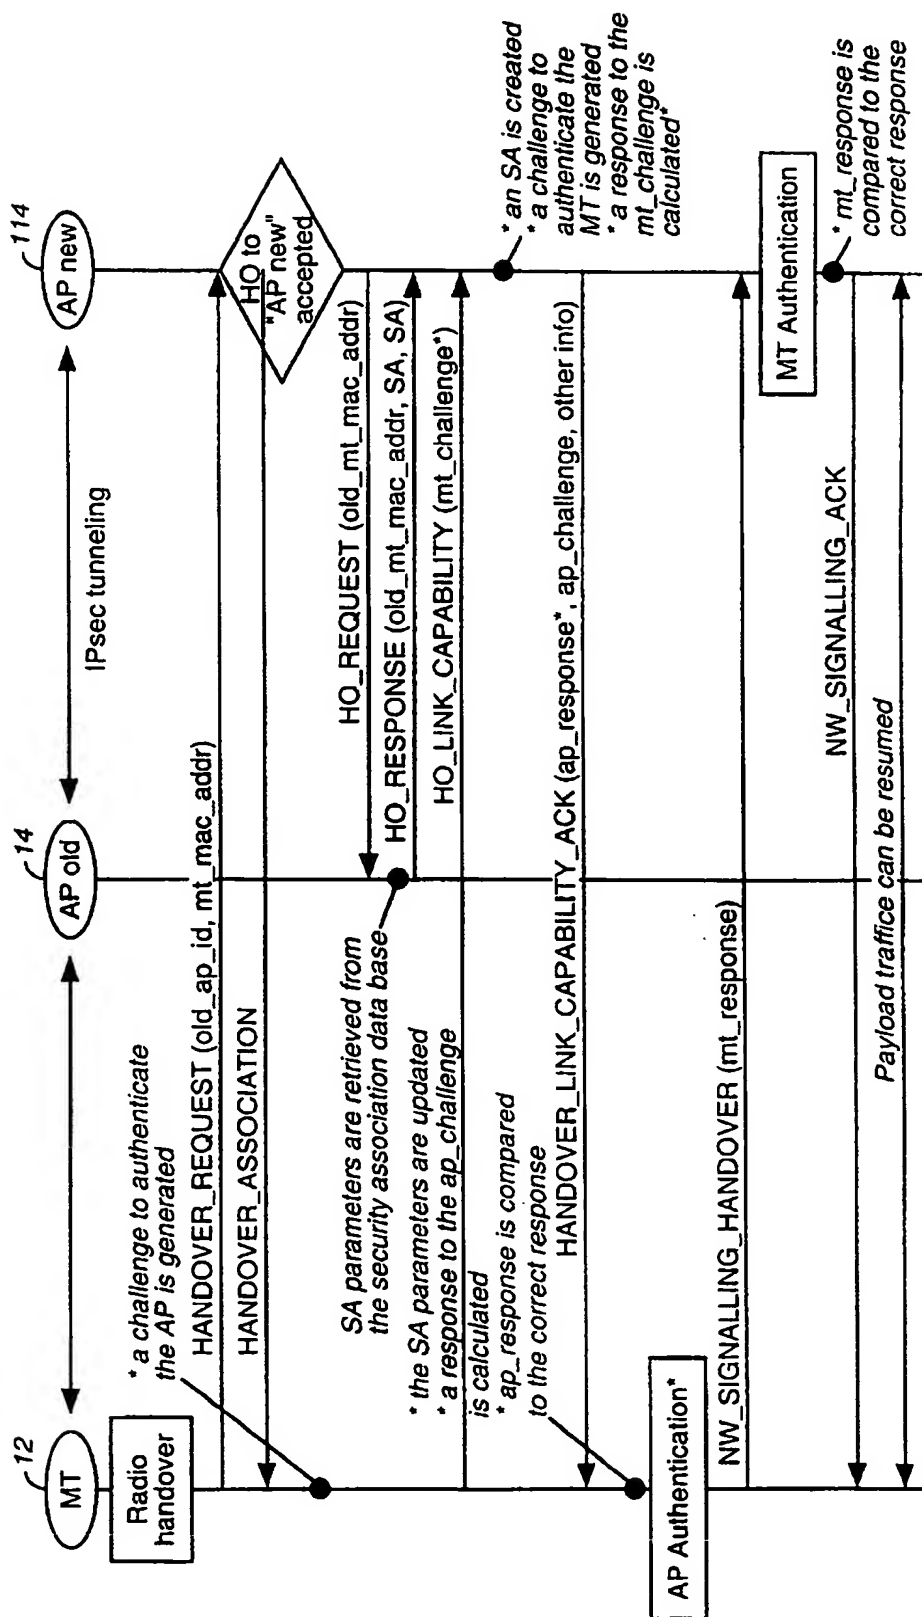 12
MT
14
AP old
IPsec tunneling
114
AP new
Radio
handover
* a challenge to authenticate
the AP is generated
HANDOVER_REQUEST (old_ap_id, mt_mac_addr)
HANDOVER_ASSOCIATION
HO to
"AP new"
accepted
HO_REQUEST (old_mt_mac_addr)
SA parameters are retrieved from
the security association data base
HO_RESPONSE (old_mt_mac_addr, SA, SA)
* the SA parameters are updated
* a response to the ap_challenge
is calculated
HO_LINK_CAPABILITY (mt_challenge*)
* an SA is created
* a challenge to
authenticate the
MT is generated
* a response to the
mt_challenge is
calculated*
* ap_response is compared
to the correct response
HANDOVER_LINK_CAPABILITY_ACK (ap_response*, ap_challenge, other info)
AP Authentication*
NW_SIGNALLING_HANDOVER (mt_response)
MT Authentication
* mt_response is
compared to the
correct response
NW_SIGNALLING_ACK
Payload traffice can be resumed